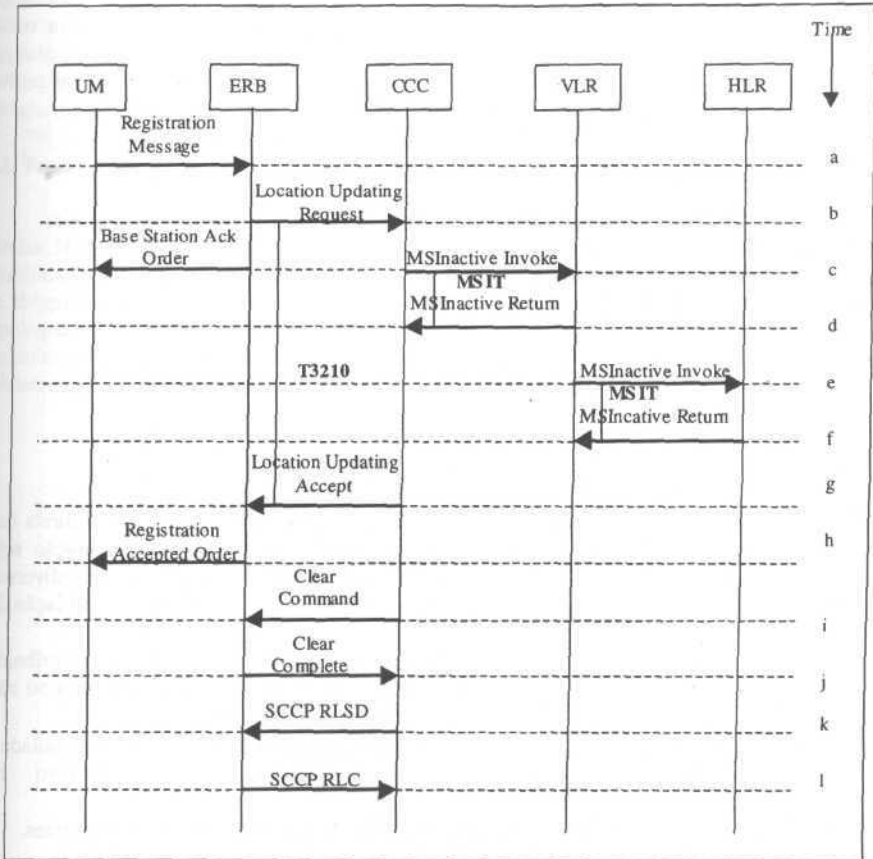 Time
UM ERB CCC VLR HLR
Registration
Message
a
Location Updating
Request
b
Base Station Ack
Order
MSInactive Invoke
c
MSIT
MSInactive Return
d
T3210
MSInactive Invoke
e
MSIT
MSIncative Return
f
Location Updating
Accept
g
Registration
Accepted Order
h
Clear
Command
i
Clear
Complete
j
SCCP RLSD
k
SCCP RLC
l